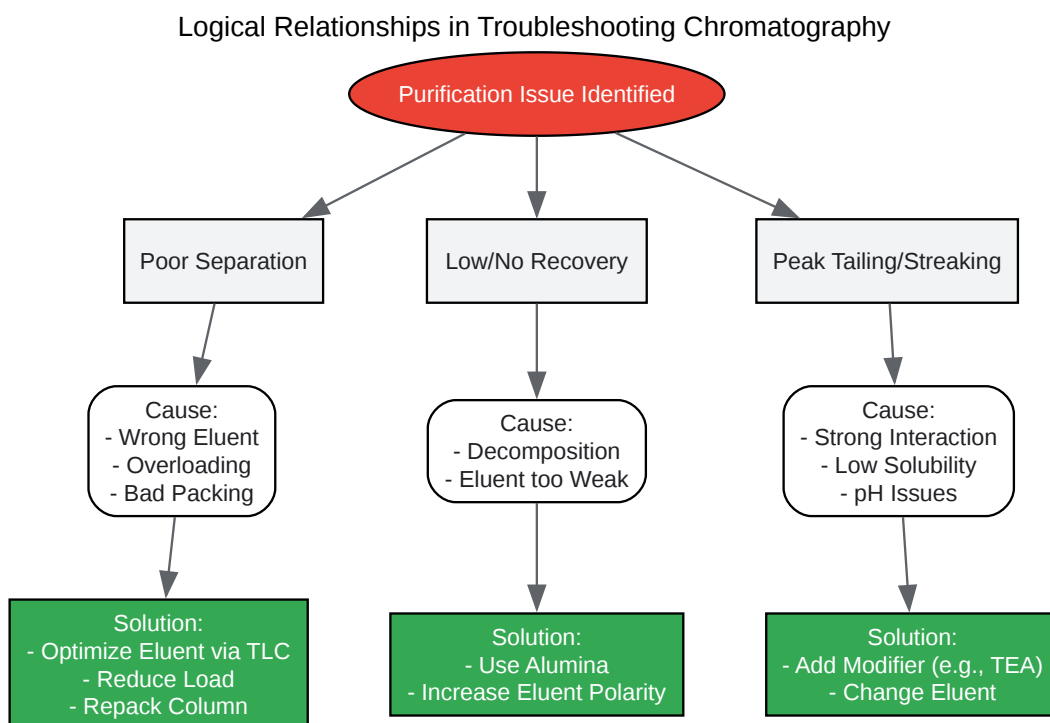 Logical Relationships in Troubleshooting Chromatography
Purification Issue Identified
Poor Separation
Low/No Recovery
Peak Tailing/Streaking
Cause:
- Wrong Eluent
- Overloading
- Bad Packing
Cause:
- Decomposition
- Eluent too Weak
Cause:
- Strong Interaction
- Low Solubility
- pH Issues
Solution:
- Optimize Eluent via TLC
- Reduce Load
- Repack Column
Solution:
- Use Alumina
- Increase Eluent Polarity
Solution:
- Add Modifier (e.g., TEA)
- Change Eluent